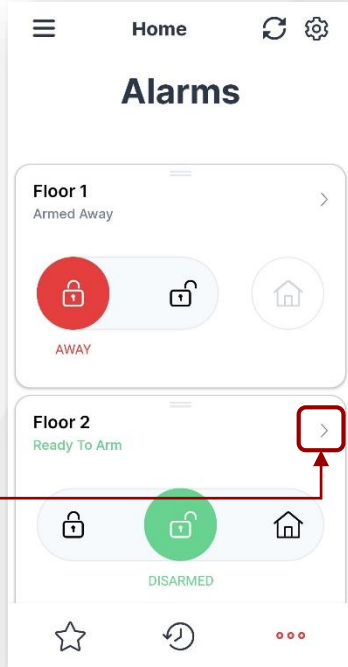 Home
Alarms
Floor 1
Armed Away
AWAY
Floor 2
Ready To Arm
DISARMED